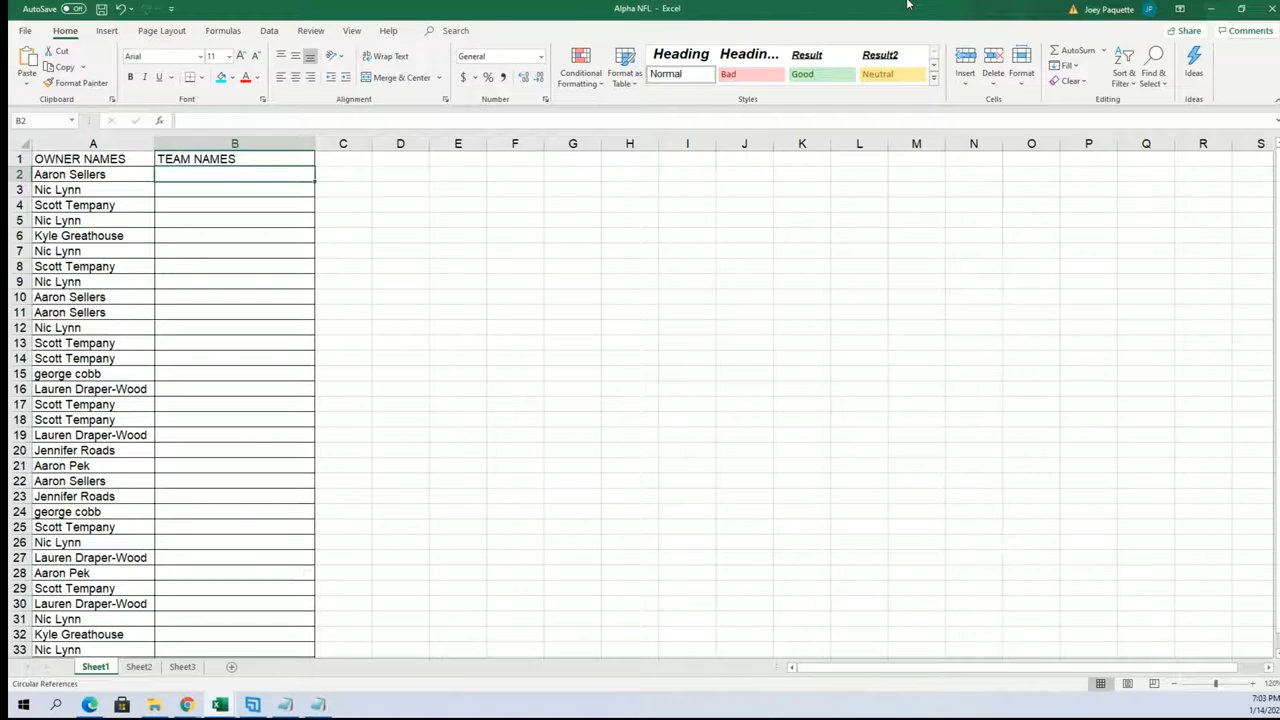 AutoSave Off Alpha NFL - Excel Joey Paquette JP
File Home Insert Page Layout Formulas Data Review View Help Search Share Comments
Paste Cut Copy Format Painter Clipboard
Arial 11 A A B I U A Font
Wrap Text Merge & Center Alignment
General $ % Number
Conditional Formatting Format as Table Heading Headin... Result Result2 Normal Bad Good Neutral Styles
Insert Delete Format Cells
AutoSum Fill Clear Sort & Filter Find & Select Editing
Ideas Ideas
B2 fx
A B C D E F G H I J K L M N O P Q R S
1 OWNER NAMES TEAM NAMES
2 Aaron Sellers
3 Nic Lynn
4 Scott Tempany
5 Nic Lynn
6 Kyle Greathouse
7 Nic Lynn
8 Scott Tempany
9 Nic Lynn
10 Aaron Sellers
11 Aaron Sellers
12 Nic Lynn
13 Scott Tempany
14 Scott Tempany
15 george cobb
16 Lauren Draper-Wood
17 Scott Tempany
18 Scott Tempany
19 Lauren Draper-Wood
20 Jennifer Roads
21 Aaron Pek
22 Aaron Sellers
23 Jennifer Roads
24 george cobb
25 Scott Tempany
26 Nic Lynn
27 Lauren Draper-Wood
28 Aaron Pek
29 Scott Tempany
30 Lauren Draper-Wood
31 Nic Lynn
32 Kyle Greathouse
33 Nic Lynn
Sheet1 Sheet2 Sheet3
Circular References 120%
7:03 PM
1/14/202